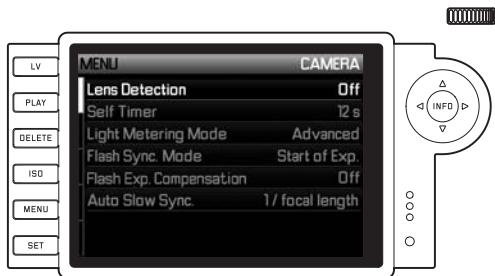 LV
PLAY
DELETE
ISO
MENU
SET
MENU CAMERA
Lens Detection Off
Self Timer 12 s
Light Metering Mode Advanced
Flash Sync. Mode Start of Exp.
Flash Exp. Compensation Off
Auto Slow Sync. 1/ focal length
INFO